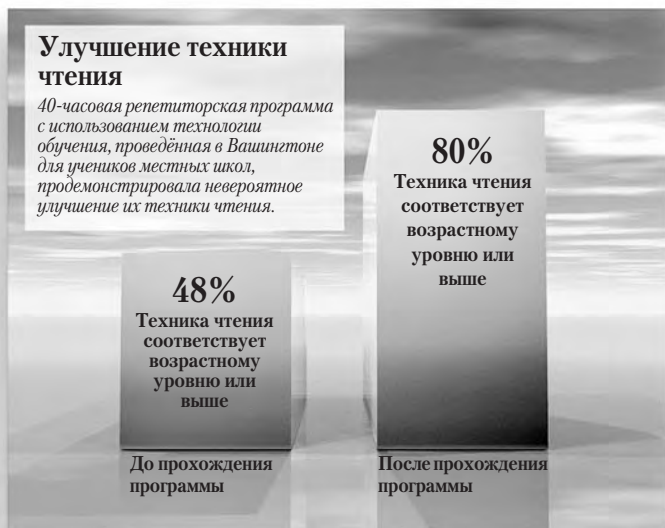 Улучшение техники
чтения
40-часовая репетиторская программа
с использованием технологии
обучения, проведённая в Вашингтоне
для учеников местных школ,
продемонстрировала невероятное
улучшение их техники чтения.
48%
Техника чтения
соответствует
возрастному
уровню или
выше
До прохождения
программы
80%
Техника чтения
соответствует
возрастному
уровню или
выше
После прохождения
программы